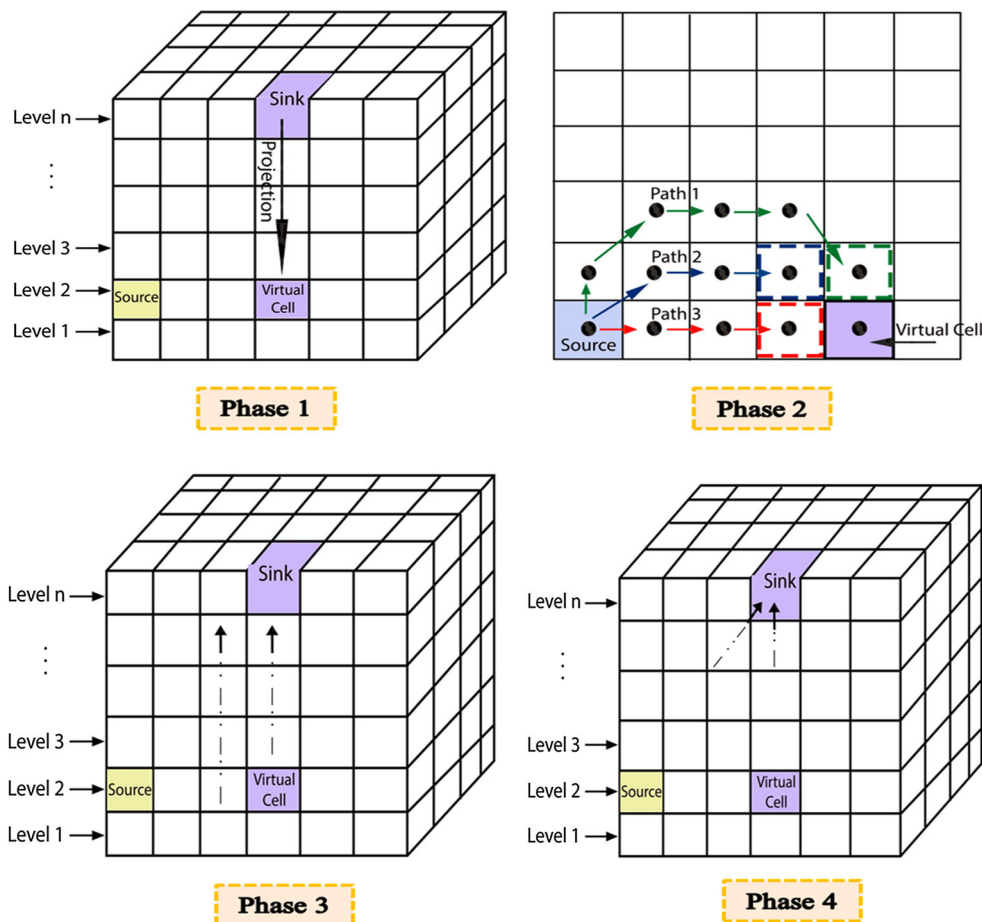 Sink
Level n
Projection
⋮
Level 3
Level 2
Source
Virtual
Cell
Level 1
Phase 1
Path 1
Path 2
Path 3
Source
Virtual Cell
Phase 2
Sink
Level n
⋮
Level 3
Level 2
Source
Virtual
Cell
Level 1
Phase 3
Sink
Level n
⋮
Level 3
Level 2
Source
Virtual
Cell
Level 1
Phase 4